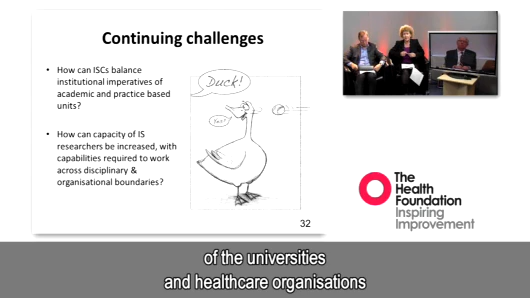 Continuing challenges
• How can ISCs balance
institutional imperatives of
academic and practice based
units?
• How can capacity of IS
researchers be increased, with
capabilities required to work
across disciplinary &
organisational boundaries?
Duck!
Yes?
32
The
Health
Foundation
Inspiring
Improvement
of the universities
and healthcare organisations